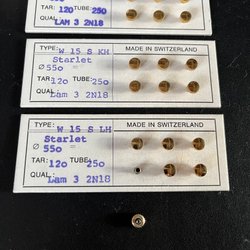 TAR: 120 TUBE: 250
QUAL.: LAM 3 2N18
TYPE: W 15 S KH MADE IN SWITZERLAND
Starlet
Ø 550
TAR: 120 TUBE: 250
QUAL.: Lam 3 2N18
TYPE: W 15 S LH MADE IN SWITZERLAND
Starlet
Ø 550
TAR: 120 TUBE: 250
QUAL.: Lam 3 2N18